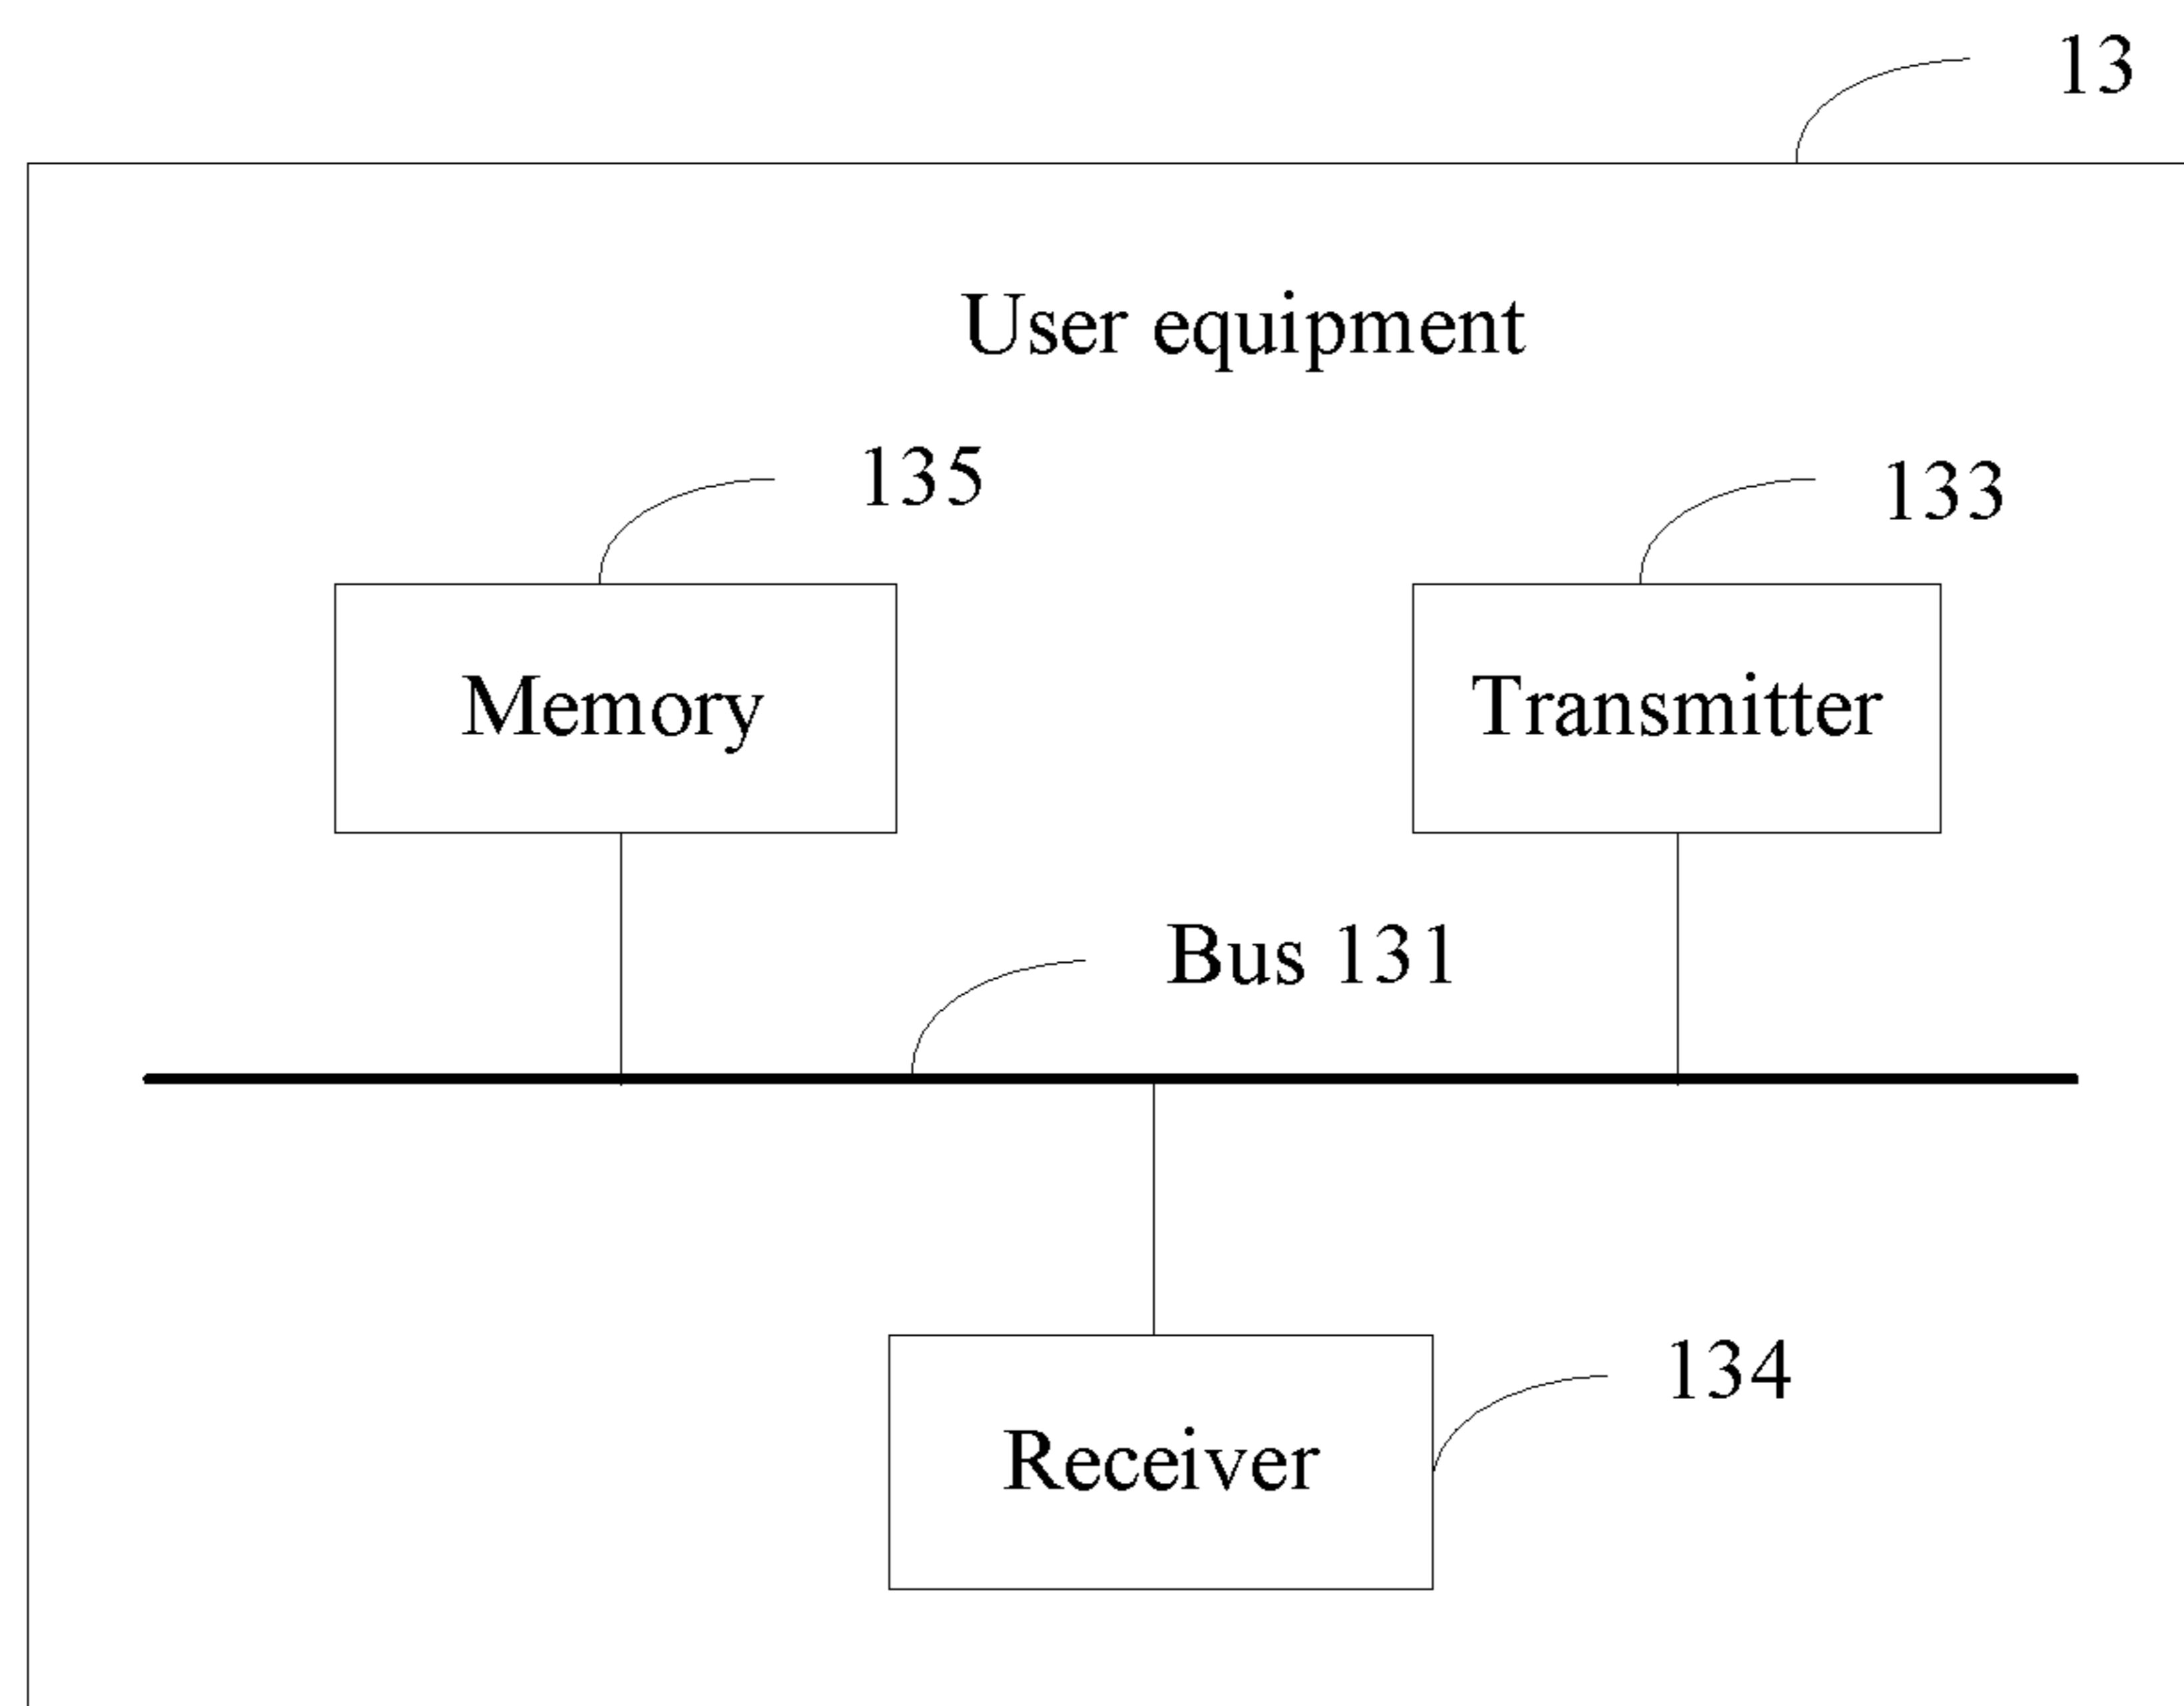 13
User equipment
135
133
Memory
Transmitter
Bus 131
134
Receiver